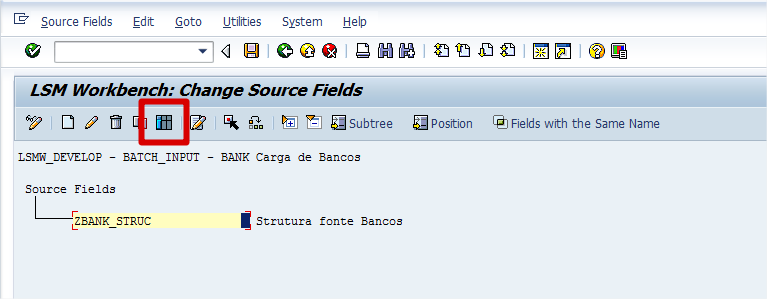 Source Fields Edit Goto Utilities System Help
LSM Workbench: Change Source Fields
Subtree Position Fields with the Same Name
LSMW_DEVELOP - BATCH_INPUT - BANK Carga de Bancos
Source Fields
ZBANK_STRUC Strutura fonte Bancos